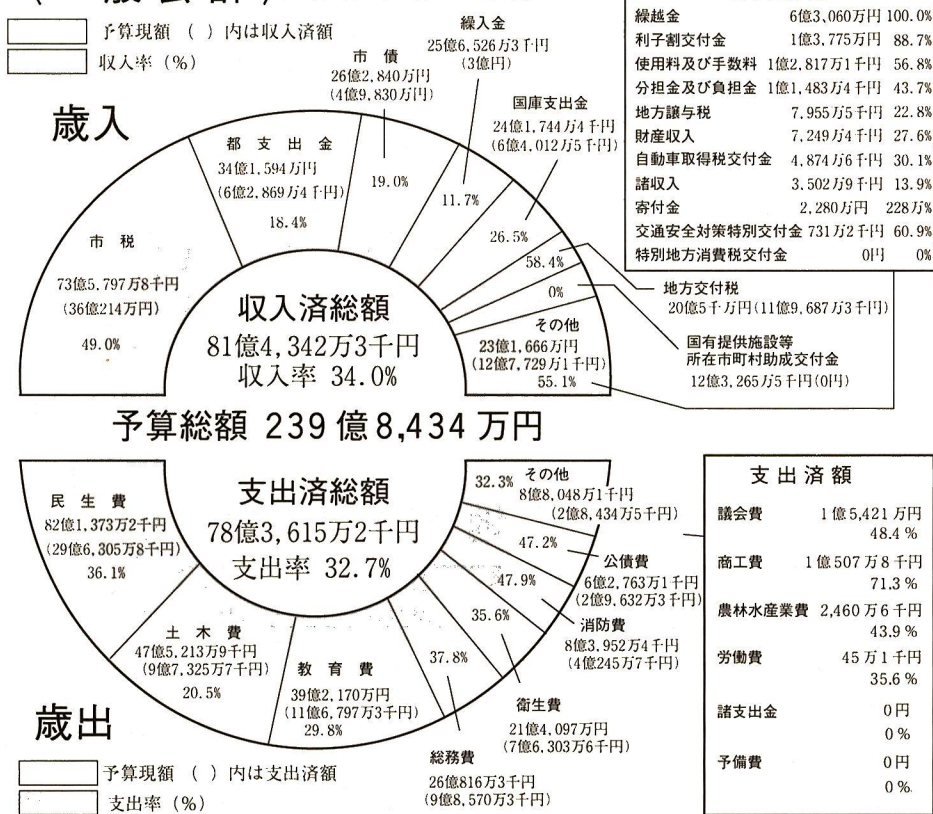 予算現額 ( ) 内は収入済額
収入率 (%)
歳入
市税
73億5,797万8千円
(36億214万円)
49.0%
都支出金
34億1,594万円
(6億2,869万4千円)
18.4%
市債
26億2,840万円
(4億9,830万円)
19.0%
繰入金
25億6,526万3千円
(3億円)
11.7%
国庫支出金
24億1,744万4千円
(6億4,012万5千円)
26.5%
58.4%
地方交付税
20億5千万円(11億9,687万3千円)
0%
国有提供施設等
所在市町村助成交付金
12億3,265万5千円(0円)
その他
23億1,666万円
(12億7,729万1千円)
55.1%
収入済総額
81億4,342万3千円
収入率 34.0%
繰越金 6億3,060万円 100.0%
利子割交付金 1億3,775万円 88.7%
使用料及び手数料 1億2,817万1千円 56.8%
分担金及び負担金 1億1,483万4千円 43.7%
地方譲与税 7,955万5千円 22.8%
財産収入 7,249万4千円 27.6%
自動車取得税交付金 4,874万6千円 30.1%
諸収入 3,502万9千円 13.9%
寄付金 2,280万円 228万%
交通安全対策特別交付金 731万2千円 60.9%
特別地方消費税交付金 0円 0%
予算総額 239億8,434万円
支出済総額
78億3,615万2千円
支出率 32.7%
民生費
82億1,373万2千円
(29億6,305万8千円)
36.1%
土木費
47億5,213万9千円
(9億7,325万7千円)
20.5%
教育費
39億2,170万円
(11億6,797万3千円)
29.8%
37.8%
総務費
26億816万3千円
(9億8,570万3千円)
35.6%
衛生費
21億4,097万円
(7億6,303万6千円)
47.9%
消防費
8億3,952万4千円
(4億245万7千円)
47.2%
公債費
6億2,763万1千円
(2億9,632万3千円)
32.3%
その他
8億8,048万1千円
(2億8,434万5千円)
支出済額
議会費 1億5,421万円
48.4%
商工費 1億507万8千円
71.3%
農林水産業費 2,460万6千円
43.9%
労働費 45万1千円
35.6%
諸支出金 0円
0%
予備費 0円
0%
歳出
予算現額 ( ) 内は支出済額
支出率 (%)